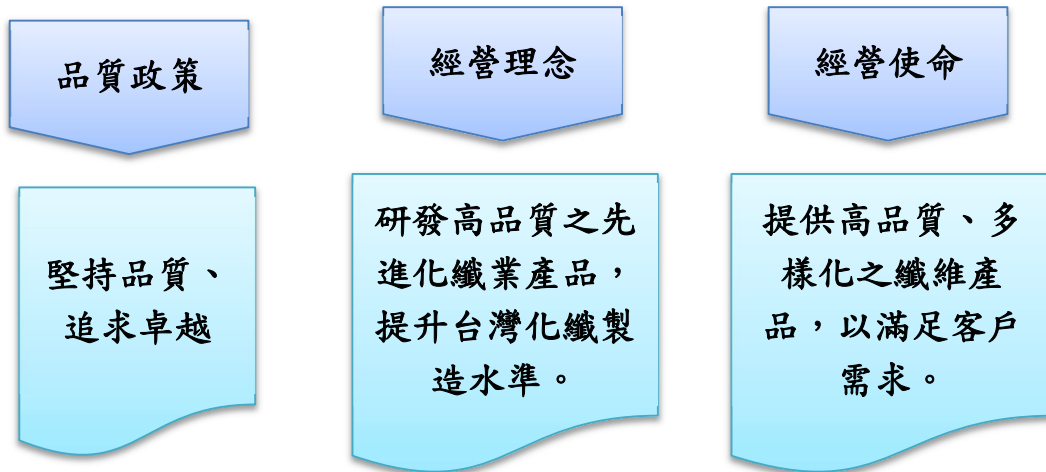 品質政策
經營理念
經營使命
堅持品質、
追求卓越
研發高品質之先
進化纖業產品，
提升台灣化纖製
造水準。
提供高品質、多
樣化之纖維產
品，以滿足客戶
需求。